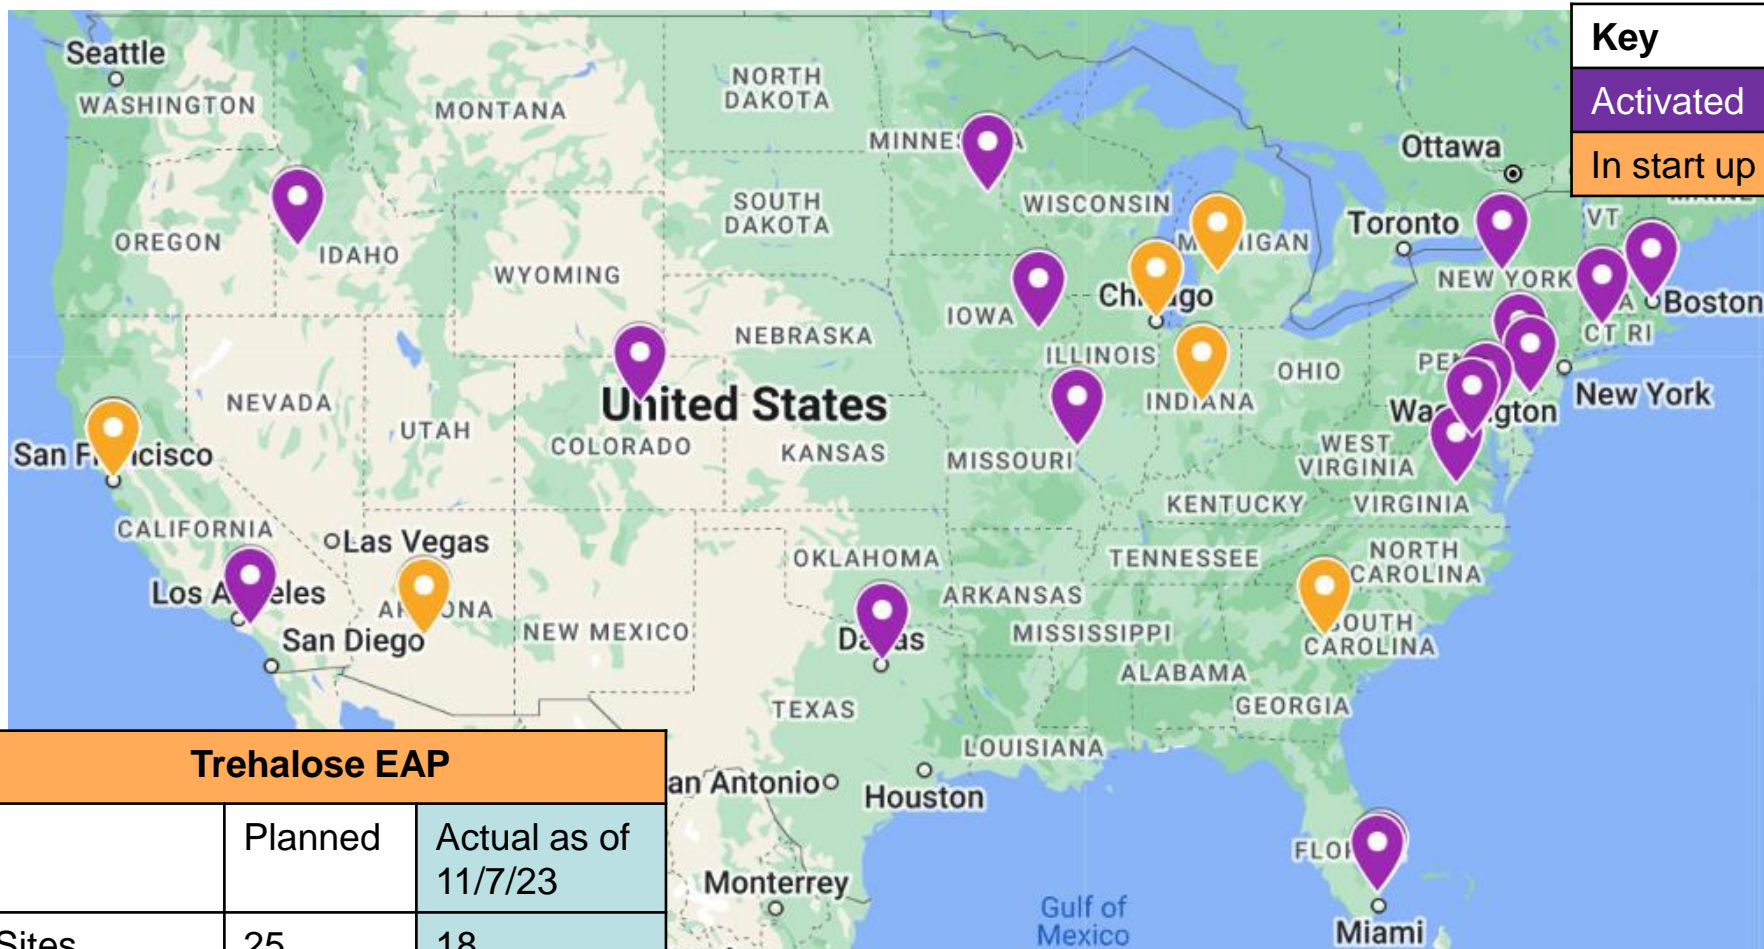 Key
Activated
In start up
Seattle
WASHINGTON
MONTANA
NORTH
DAKOTA
Ottawa
OREGON
IDAHO
SOUTH
DAKOTA
WISCONSIN
Toronto
VT
WYOMING
NEW YORK
IOWA
Boston
NEBRASKA
ILLINOIS
OHIO
CT RI
NEVADA
United States
INDIANA
New York
UTAH
COLORADO
KANSAS
MISSOURI
WEST
VIRGINIA
KENTUCKY
VIRGINIA
CALIFORNIA
Las Vegas
OKLAHOMA
TENNESSEE
NORTH
CAROLINA
ARKANSAS
San Diego
NEW MEXICO
MISSISSIPPI
CAROLINA
ALABAMA
TEXAS
GEORGIA
LOUISIANA
Trehalose EAP
an Antonio
Houston
Planned
Actual as of
11/7/23
Monterrey
Gulf of
Mexico
Miami
Sites
25
18